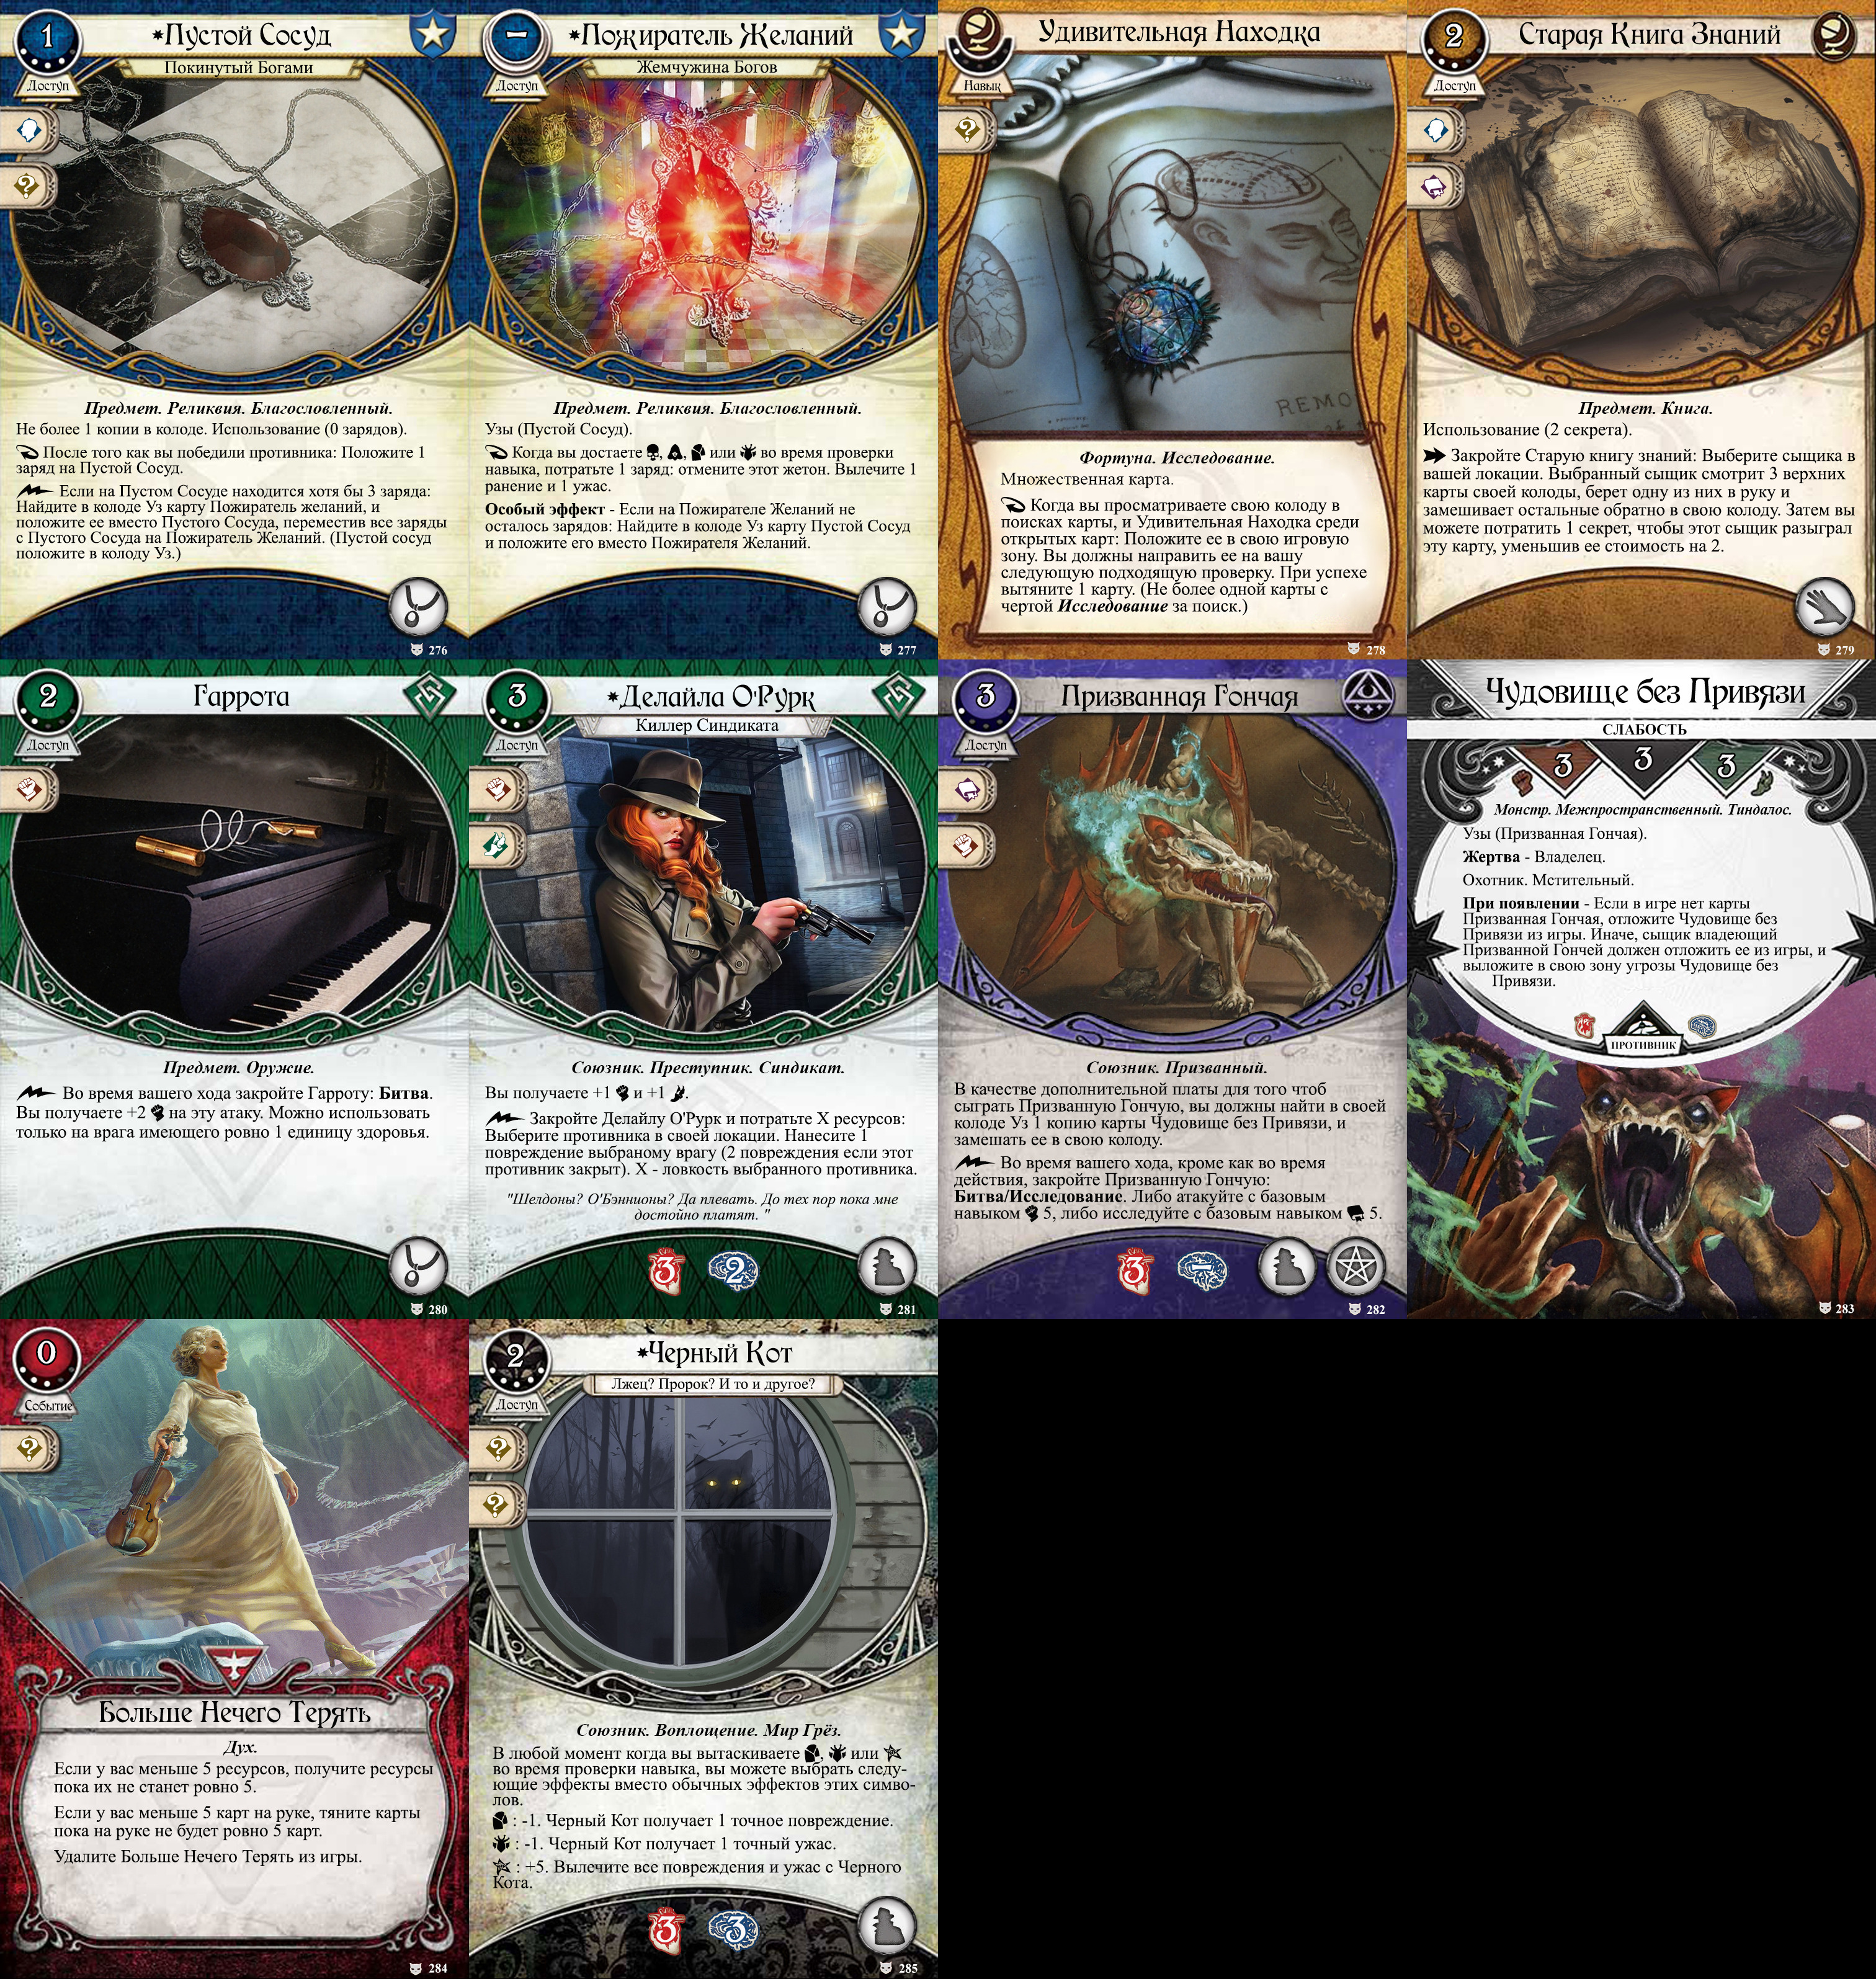 1
*Пустой Сосуд
Покинутый Богами
Доступ
Предмет. Реликвия. Благословленный.
Не более 1 копии в колоде. Использование (0 зарядов).
После того как вы победили противника: Положите 1
заряд на Пустой Сосуд.
Если на Пустом Сосуде находится хотя бы 3 заряда:
Найдите в колоде Уз карту Пожиратель желаний, и
положите ее вместо Пустого Сосуда, переместив все заряды
с Пустого Сосуда на Пожиратель Желаний. (Пустой сосуд
положите в колоду Уз.)
276
–
*Пожиратель Желаний
Жемчужина Богов
Доступ
Предмет. Реликвия. Благословленный.
Узы (Пустой Сосуд).
Когда вы достаете , , или во время проверки
навыка, потратьте 1 заряд: отмените этот жетон. Вылечите 1
ранение и 1 ужас.
Особый эффект - Если на Пожирателе Желаний не
осталось зарядов: Найдите в колоде Уз карту Пустой Сосуд
и положите его вместо Пожирателя Желаний.
277
Удивительная Находка
Навык
REMO
Фортуна. Исследование.
Множественная карта.
Когда вы просматриваете свою колоду в
поисках карты, и Удивительная Находка среди
открытых карт: Положите ее в свою игровую
зону. Вы должны направить ее на вашу
следующую подходящую проверку. При успехе
вытяните 1 карту. (Не более одной карты с
чертой Исследование за поиск.)
278
2
Старая Книга Знаний
Доступ
Предмет. Книга.
Использование (2 секрета).
Закройте Старую книгу знаний: Выберите сыщика в
вашей локации. Выбранный сыщик смотрит 3 верхних
карты своей колоды, берет одну из них в руку и
замешивает остальные обратно в свою колоду. Затем вы
можете потратить 1 секрет, чтобы этот сыщик разыграл
эту карту, уменьшив ее стоимость на 2.
279
2
Гаррота
Доступ
Предмет. Оружие.
Во время вашего хода закройте Гарроту: Битва.
Вы получаете +2 на эту атаку. Можно использовать
только на врага имеющего ровно 1 единицу здоровья.
280
3
*Делайла О'Рурк
Киллер Синдиката
Доступ
Союзник. Преступник. Синдикат.
Вы получаете +1 и +1 .
Закройте Делайлу О'Рурк и потратьте X ресурсов:
Выберите противника в своей локации. Нанесите 1
повреждение выбраному врагу (2 повреждения если этот
противник закрыт). X - ловкость выбранного противника.
"Шелдоны? О'Бэннионы? Да плевать. До тех пор пока мне
достойно платят. "
3
2
281
3
Призванная Гончая
Доступ
Союзник. Призванный.
В качестве дополнительной платы для того чтоб
сыграть Призванную Гончую, вы должны найти в своей
колоде Уз 1 копию карты Чудовище без Привязи, и
замешать ее в свою колоду.
Во время вашего хода, кроме как во время
действия, закройте Призванную Гончую:
Битва/Исследование. Либо атакуйте с базовым
навыком 5, либо исследуйте с базовым навыком 5.
3
–
282
Чудовище без Привязи
СЛАБОСТЬ
3
3
3
Монстр. Межпространственный. Тиндалос.
Узы (Призванная Гончая).
Жертва - Владелец.
Охотник. Мстительный.
При появлении - Если в игре нет карты
Призванная Гончая, отложите Чудовище без
Привязи из игры. Иначе, сыщик владеющий
Призванной Гончей должен отложить ее из игры, и
выложите в свою зону угрозы Чудовище без
Привязи.
ПРОТИВНИК
283
0
Событие
Больше Нечего Терять
Дух.
Если у вас меньше 5 ресурсов, получите ресурсы
пока их не станет ровно 5.
Если у вас меньше 5 карт на руке, тяните карты
пока на руке не будет ровно 5 карт.
Удалите Больше Нечего Терять из игры.
284
2
*Черный Кот
Лжец? Пророк? И то и другое?
Доступ
Союзник. Воплощение. Мир Грёз.
В любой момент когда вы вытаскиваете , или
во время проверки навыка, вы можете выбрать следу-
ющие эффекты вместо обычных эффектов этих симво-
лов.
: -1. Черный Кот получает 1 точное повреждение.
: -1. Черный Кот получает 1 точный ужас.
: +5. Вылечите все повреждения и ужас с Черного
Кота.
3
3
285